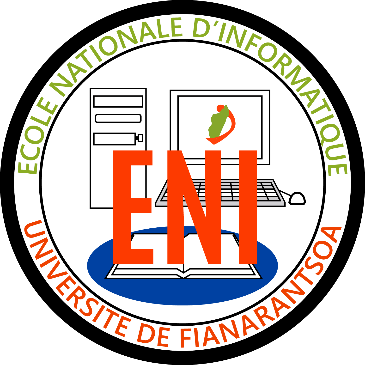 ECOLE NATIONALE D'INFORMATIQUE
ENI
UNIVERSITE DE FIANARANTSOA